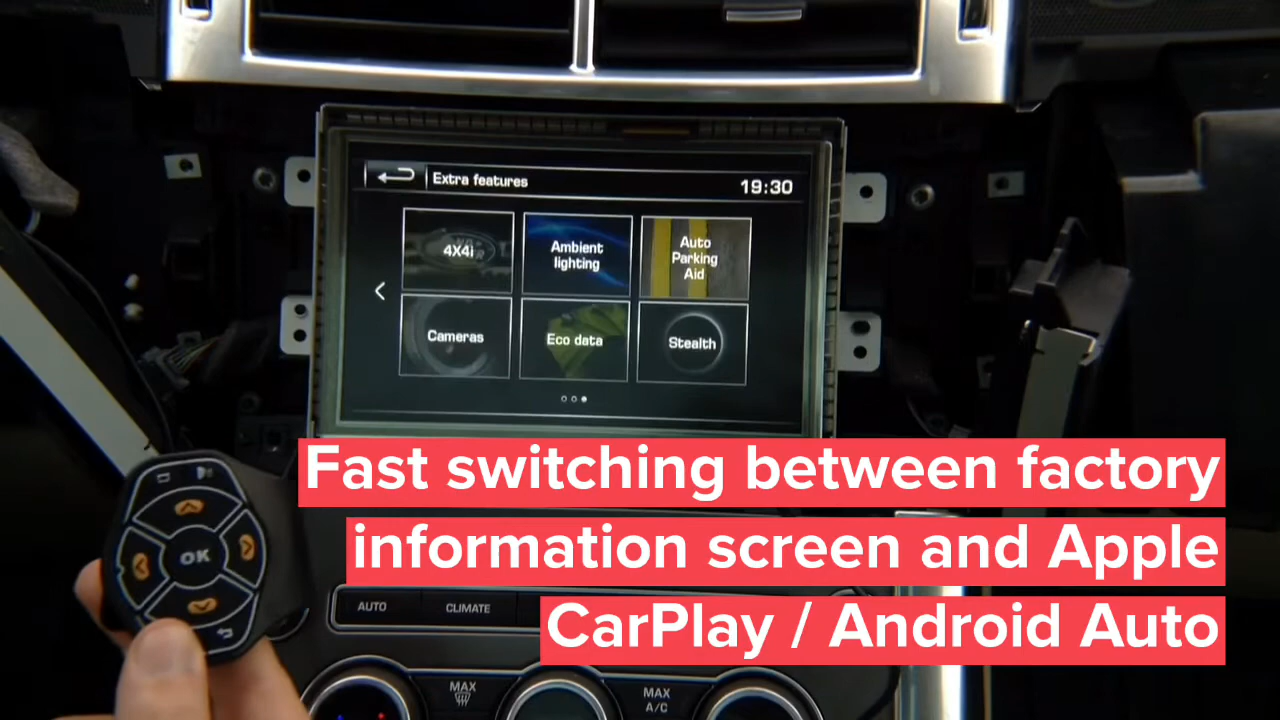 Extra features
19:30
4X4i
Ambient
lighting
Auto
Parking
Aid
Cameras
Eco data
Stealth
Fast switching between factory
information screen and Apple
CarPlay / Android Auto
OK
AUTO
CLIMATE
MAX
MAX
A/C